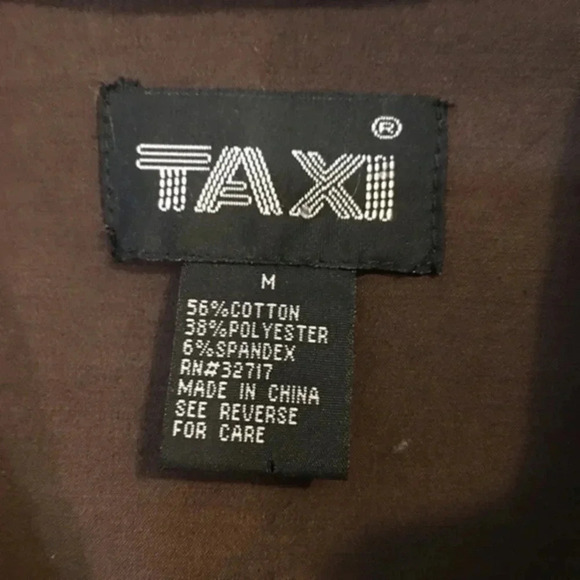 TAXI®
M
56%COTTON
38%POLYESTER
6%SPANDEX
RN#32717
MADE IN CHINA
SEE REVERSE
FOR CARE